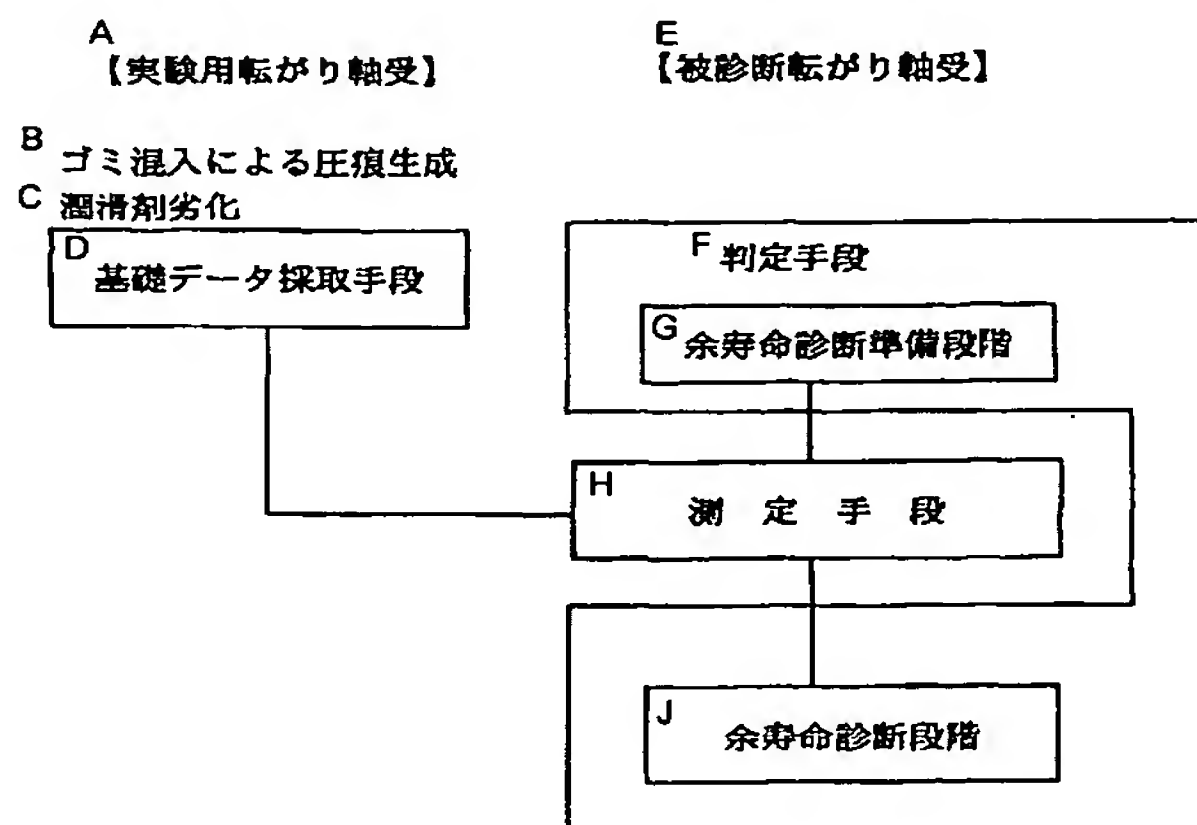 A
【実験用転がり軸受】
B ゴミ混入による圧痕生成
C 潤滑剤劣化
D 基礎データ採取手段
E
【被診断転がり軸受】
F 判定手段
G 余寿命診断準備段階
H 測 定 手 段
J 余寿命診断段階